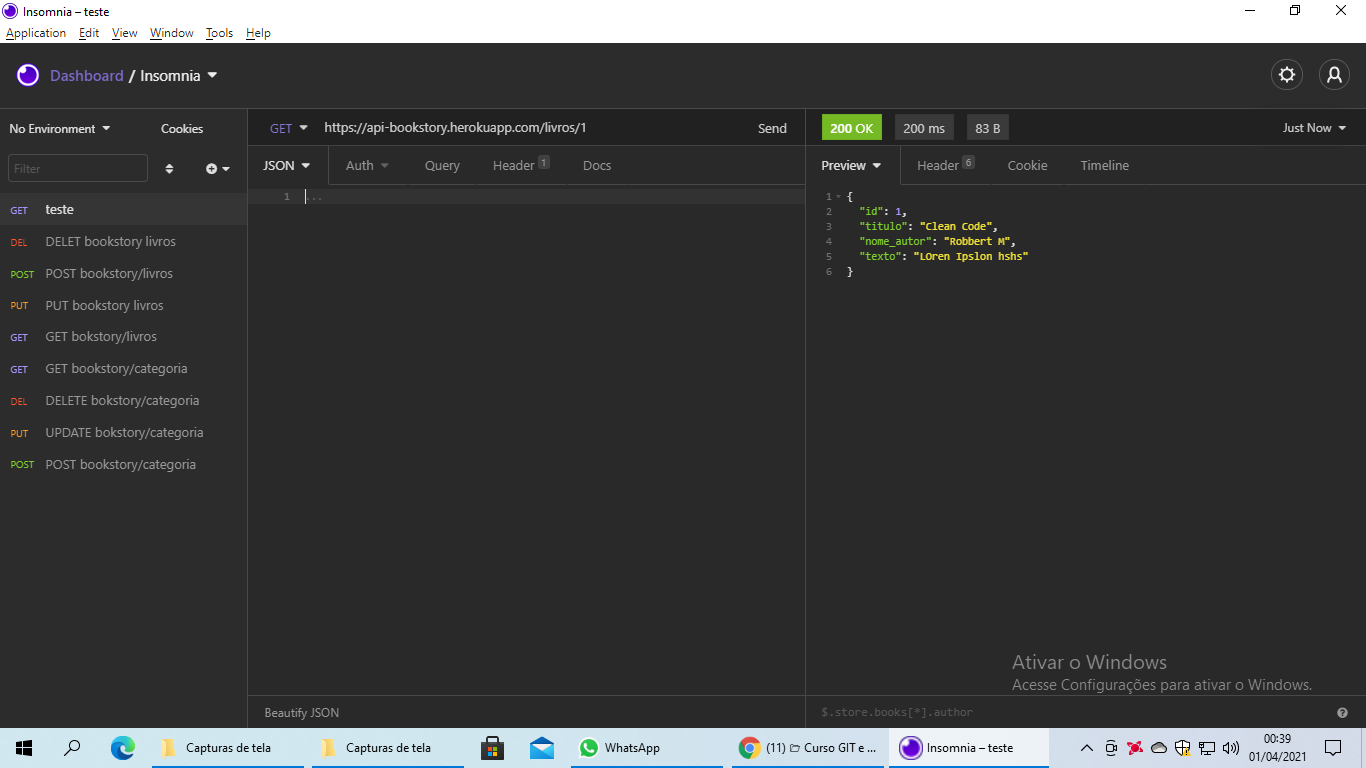 Insomnia – teste
Application Edit View Window Tools Help
Dashboard / Insomnia
No Environment Cookies
GET https://api-bookstory.herokuapp.com/livros/1 Send
200 OK 200 ms 83 B Just Now
Filter
JSON Auth Query Header 1 Docs
Preview Header 6 Cookie Timeline
GET teste
DEL DELET bookstory livros
POST POST bookstory/livros
PUT PUT bookstory livros
GET GET bokstory/livros
GET GET bookstory/categoria
DEL DELETE bokstory/categoria
PUT UPDATE bokstory/categoria
POST POST bookstory/categoria
1 ...
1 {
2 "id": 1,
3 "titulo": "Clean Code",
4 "nome_autor": "Robbert M",
5 "texto": "LOren Ipslon hshs"
6 }
Ativar o Windows
Acesse Configurações para ativar o Windows.
Beautify JSON
$.store.books[*].author
Capturas de tela
Capturas de tela
WhatsApp
(11) Curso GIT e ...
Insomnia – teste
00:39
01/04/2021